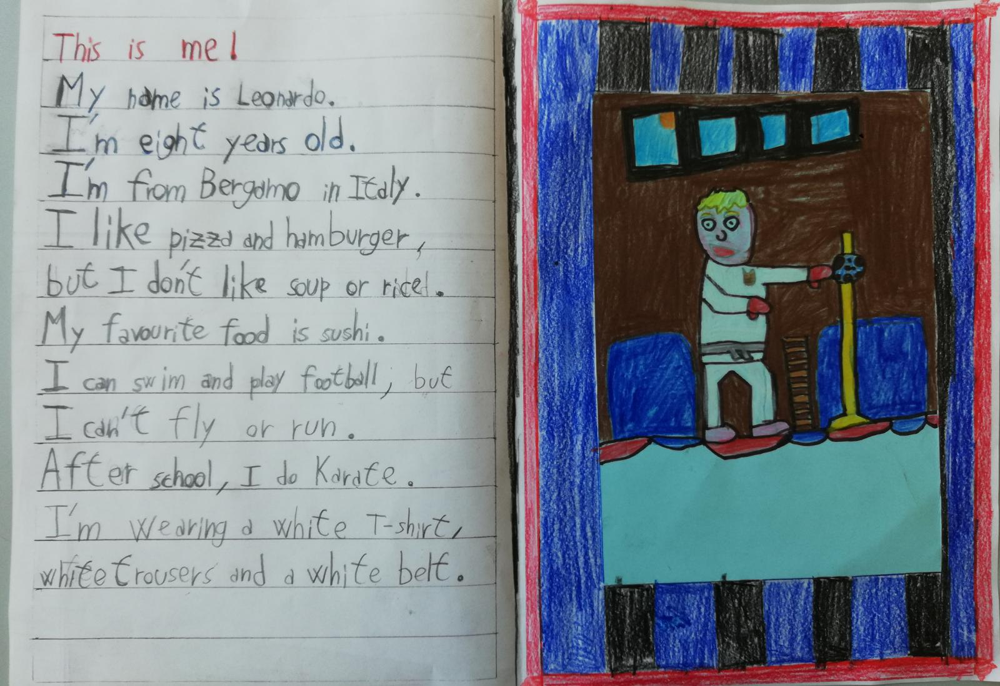 This is me!
My name is Leonardo.
I'm eight years old.
I'm from Bergamo in Italy.
I like pizza and hamburger,
but I don't like soup or rice.
My favourite food is sushi.
I can swim and play football, but
I can't fly or run.
After school, I do Karate.
I'm wearing a white T-shirt,
white trousers and a white belt.